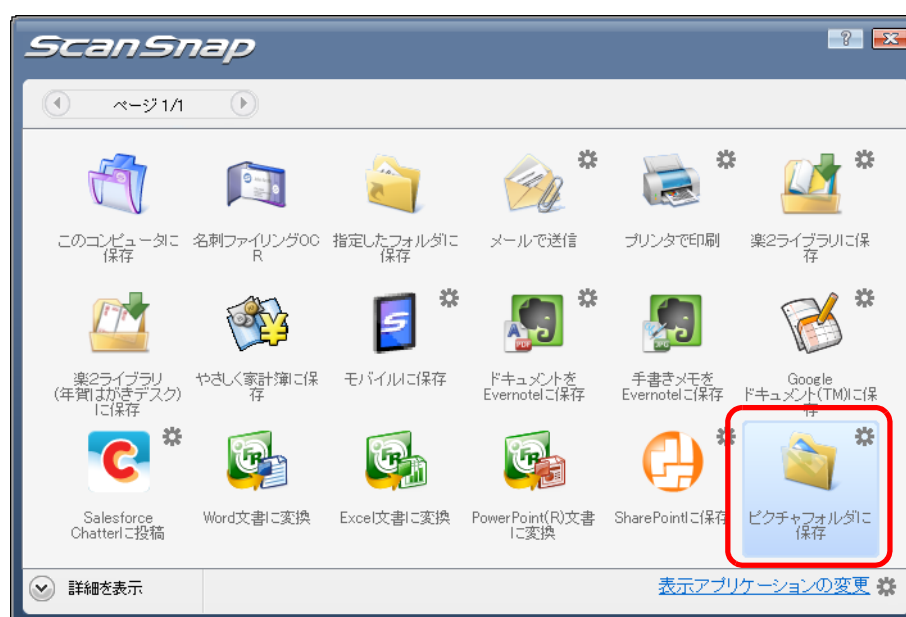 ScanSnap
ページ 1/1
このコンピュータに
保存
名刺ファイリングOC
R
指定したフォルダに
保存
メールで送信
プリンタで印刷
楽2ライブラリに保
存
楽2ライブラリ
(年賀はがきデスク)
に保存
やさしく家計簿に保
存
モバイルに保存
ドキュメントを
Evernoteに保存
手書きメモを
Evernoteに保存
Google
ドキュメント(TM)に保
存
Salesforce
Chatterに投稿
Word文書に変換
Excel文書に変換
PowerPoint(R)文書
に変換
SharePointに保存
ピクチャフォルダに
保存
詳細を表示
表示アプリケーションの変更